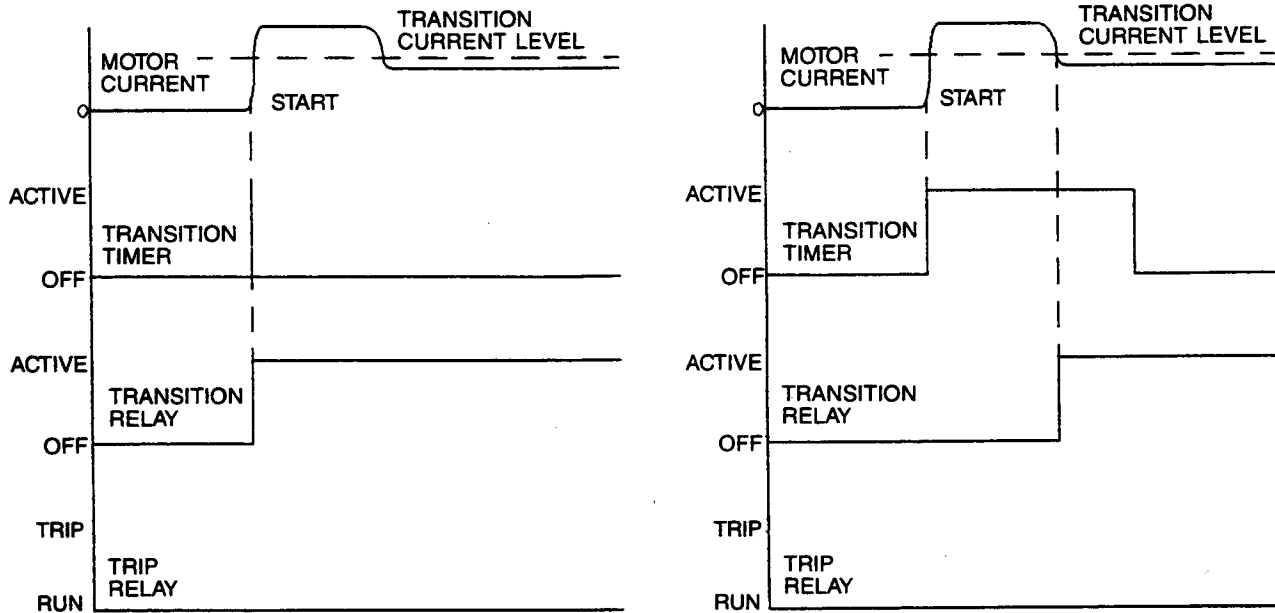 TRANSITION
CURRENT LEVEL
MOTOR
CURRENT
START
0
ACTIVE
TRANSITION
TIMER
OFF
ACTIVE
TRANSITION
RELAY
OFF
TRIP
TRIP
RELAY
RUN
TRANSITION
CURRENT LEVEL
MOTOR
CURRENT
START
0
ACTIVE
TRANSITION
TIMER
OFF
ACTIVE
TRANSITION
RELAY
OFF
TRIP
TRIP
RELAY
RUN